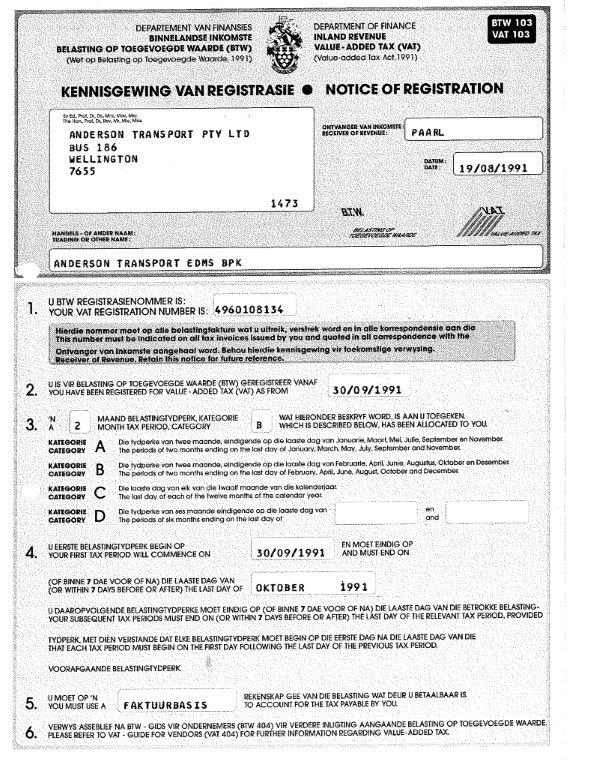 DEPARTEMENT VAN FINANSIES
BINNELANDSE INKOMSTE
BELASTING OP TOEGEVOEGDE WAARDE (BTW)
(Wet op Belasting op Toegevoegde Waarde, 1991)
DEPARTMENT OF FINANCE
INLAND REVENUE
VALUE-ADDED TAX (VAT)
(Value-added Tax Act, 1991)
BTW 103
VAT 103
KENNISGEWING VAN REGISTRASIE ● NOTICE OF REGISTRATION
ANDERSON TRANSPORT PTY LTD
BUS 186
WELLINGTON
7655
1473
ONTVANGER VAN INKOMSTE:
RECEIVER OF REVENUE:
PAARL
DATUM:
DATE:
19/08/1991
B.T.W.
BELASTING OP
TOEGEVOEGDE WAARDE
V.A.T.
VALUE-ADDED TAX
HANDELS - OF ANDER NAAM:
TRADING OR OTHER NAME:
ANDERSON TRANSPORT EDMS BPK
1. U BTW REGISTRASIENOMMER IS:
YOUR VAT REGISTRATION NUMBER IS: 4960108134
Hierdie nommer moet op alle belastingfakture wat u uitreik, verstrek word en in alle korrespondensie aan die
This number must be indicated on all tax invoices issued by you and quoted in all correspondence with the
Ontvanger van Inkomste aangehaal word. Behou hierdie kennisgewing vir toekomstige verwysing.
Receiver of Revenue. Retain this notice for future reference.
2. U IS VIR BELASTING OP TOEGEVOEGDE WAARDE (BTW) GEREGISTREER VANAF
YOU HAVE BEEN REGISTERED FOR VALUE - ADDED TAX (VAT) AS FROM 30/09/1991
3. 'N MAAND BELASTINGTYDPERK, KATEGORIE WAT HIERONDER BESKRYF WORD, IS AAN U TOEGEKEN.
A 2 MONTH TAX PERIOD, CATEGORY B WHICH IS DESCRIBED BELOW, HAS BEEN ALLOCATED TO YOU.
KATEGORIE A Die tydperke van twee maande, eindigende op die laaste dag van Januarie, Maart, Mei, Julie, September en November.
CATEGORY The periods of two months ending on the last day of January, March, May, July, September and November.
KATEGORIE B Die tydperke van twee maande, eindigende op die laaste dag van Februarie, April, Junie, Augustus, Oktober en Desember.
CATEGORY The periods of two months ending on the last day of February, April, June, August, October and December
KATEGORIE C Die laaste dag van elk van die twaalf maande van die kalenderjaar.
CATEGORY The last day of each of the twelve months of the calendar year.
KATEGORIE D Die tydperke van ses maande eindigende op die laaste dag van en
CATEGORY The periods of six months ending on the last day of and
4. U EERSTE BELASTINGTYDPERK BEGIN OP EN MOET EINDIG OP
YOUR FIRST TAX PERIOD WILL COMMENCE ON 30/09/1991 AND MUST END ON
(OF BINNE 7 DAE VOOR OF NA) DIE LAASTE DAG VAN
(OR WITHIN 7 DAYS BEFORE OR AFTER) THE LAST DAY OF OKTOBER 1991
U DAAROPVOLGENDE BELASTINGTYDPERKE MOET EINDIG OP (OF BINNE 7 DAE VOOR OF NA) DIE LAASTE DAG VAN DIE BETROKKE BELASTING-
YOUR SUBSEQUENT TAX PERIODS MUST END ON (OR WITHIN 7 DAYS BEFORE OR AFTER) THE LAST DAY OF THE RELEVANT TAX PERIOD, PROVIDED
TYDPERK, MET DIEN VERSTANDE DAT ELKE BELASTINGTYDPERK MOET BEGIN OP DIE EERSTE DAG NA DIE LAASTE DAG VAN DIE
THAT EACH TAX PERIOD MUST BEGIN ON THE FIRST DAY FOLLOWING THE LAST DAY OF THE PREVIOUS TAX PERIOD.
VOORAFGAANDE BELASTINGTYDPERK
5. U MOET OP 'N REKENSKAP GEE VAN DIE BELASTING WAT DEUR U BETAALBAAR IS.
YOU MUST USE A FAKTUURBASIS TO ACCOUNT FOR THE TAX PAYABLE BY YOU.
6. VERWYS ASSEBLIEF NA BTW - GIDS VIR ONDERNEMERS (BTW 404) VIR VERDERE INLIGTING AANGAANDE BELASTING OP TOEGEVOEGDE WAARDE.
PLEASE REFER TO VAT - GUIDE FOR VENDORS (VAT 404) FOR FURTHER INFORMATION REGARDING VALUE-ADDED TAX.